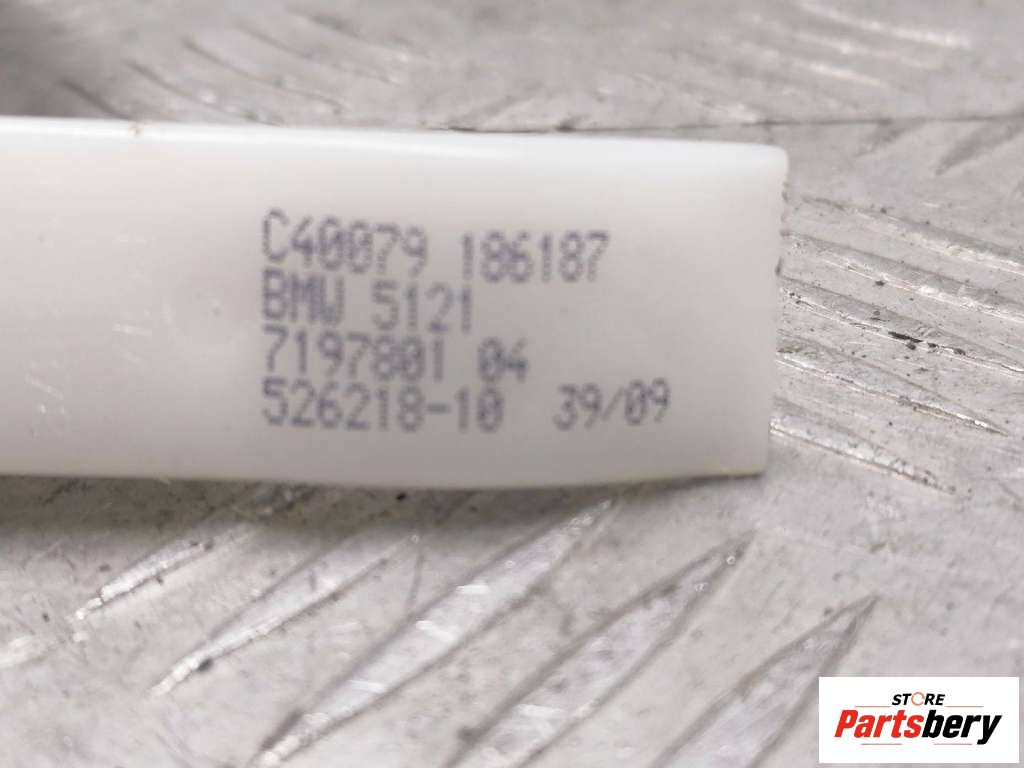 C40079 186187
BMW 5121
7197801 04
526218-10 39/09
STORE
Partsbery